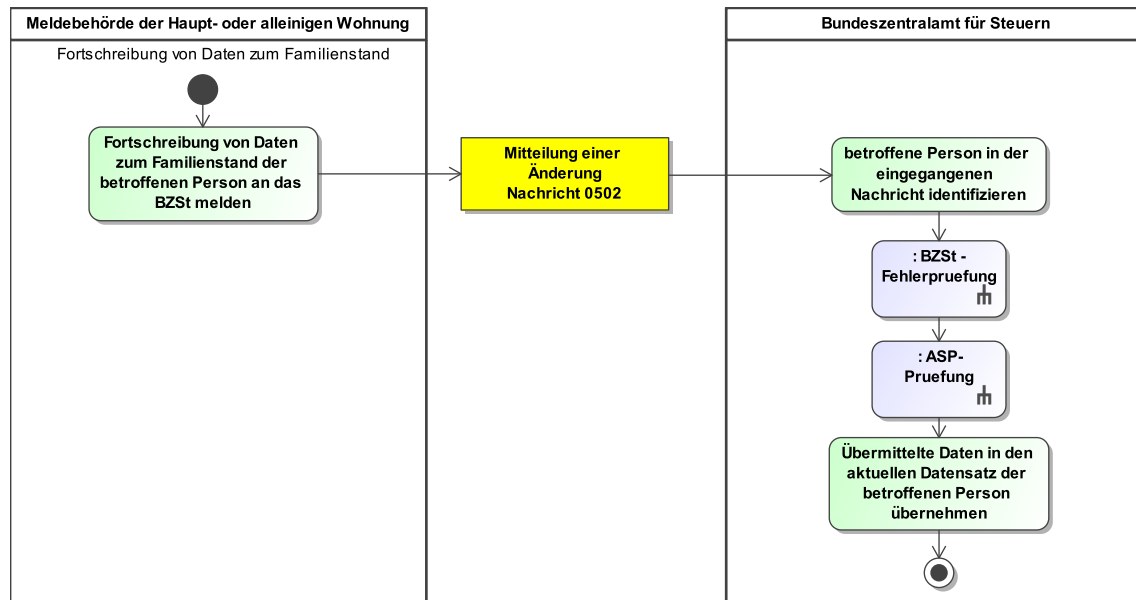 Meldebehörde der Haupt- oder alleinigen Wohnung
Fortschreibung von Daten zum Familienstand
Fortschreibung von Daten
zum Familienstand der
betroffenen Person an das
BZSt melden
Mitteilung einer
Änderung
Nachricht 0502
Bundeszentralamt für Steuern
betroffene Person in der
eingegangenen
Nachricht identifizieren
: BZSt -
Fehlerpruefung
: ASP-
Pruefung
Übermittelte Daten in den
aktuellen Datensatz der
betroffenen Person
übernehmen